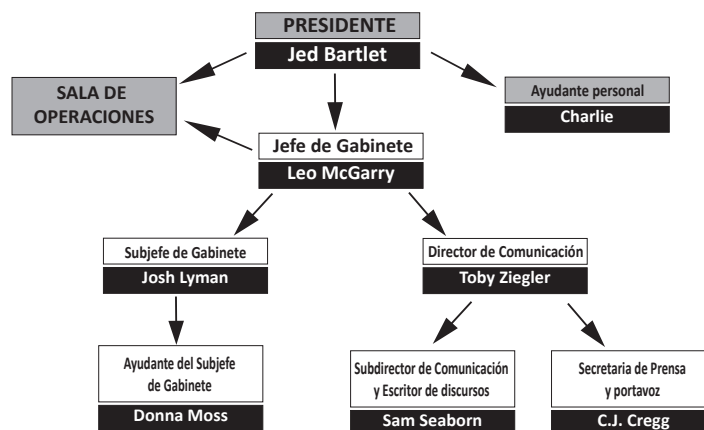 PRESIDENTE
Jed Bartlet
SALA DE
OPERACIONES
Ayudante personal
Charlie
Jefe de Gabinete
Leo McGarry
Subjefe de Gabinete
Josh Lyman
Director de Comunicación
Toby Ziegler
Ayudante del Subjefe
de Gabinete
Donna Moss
Subdirector de Comunicación
y Escritor de discursos
Sam Seaborn
Secretaria de Prensa
y portavoz
C.J. Cregg